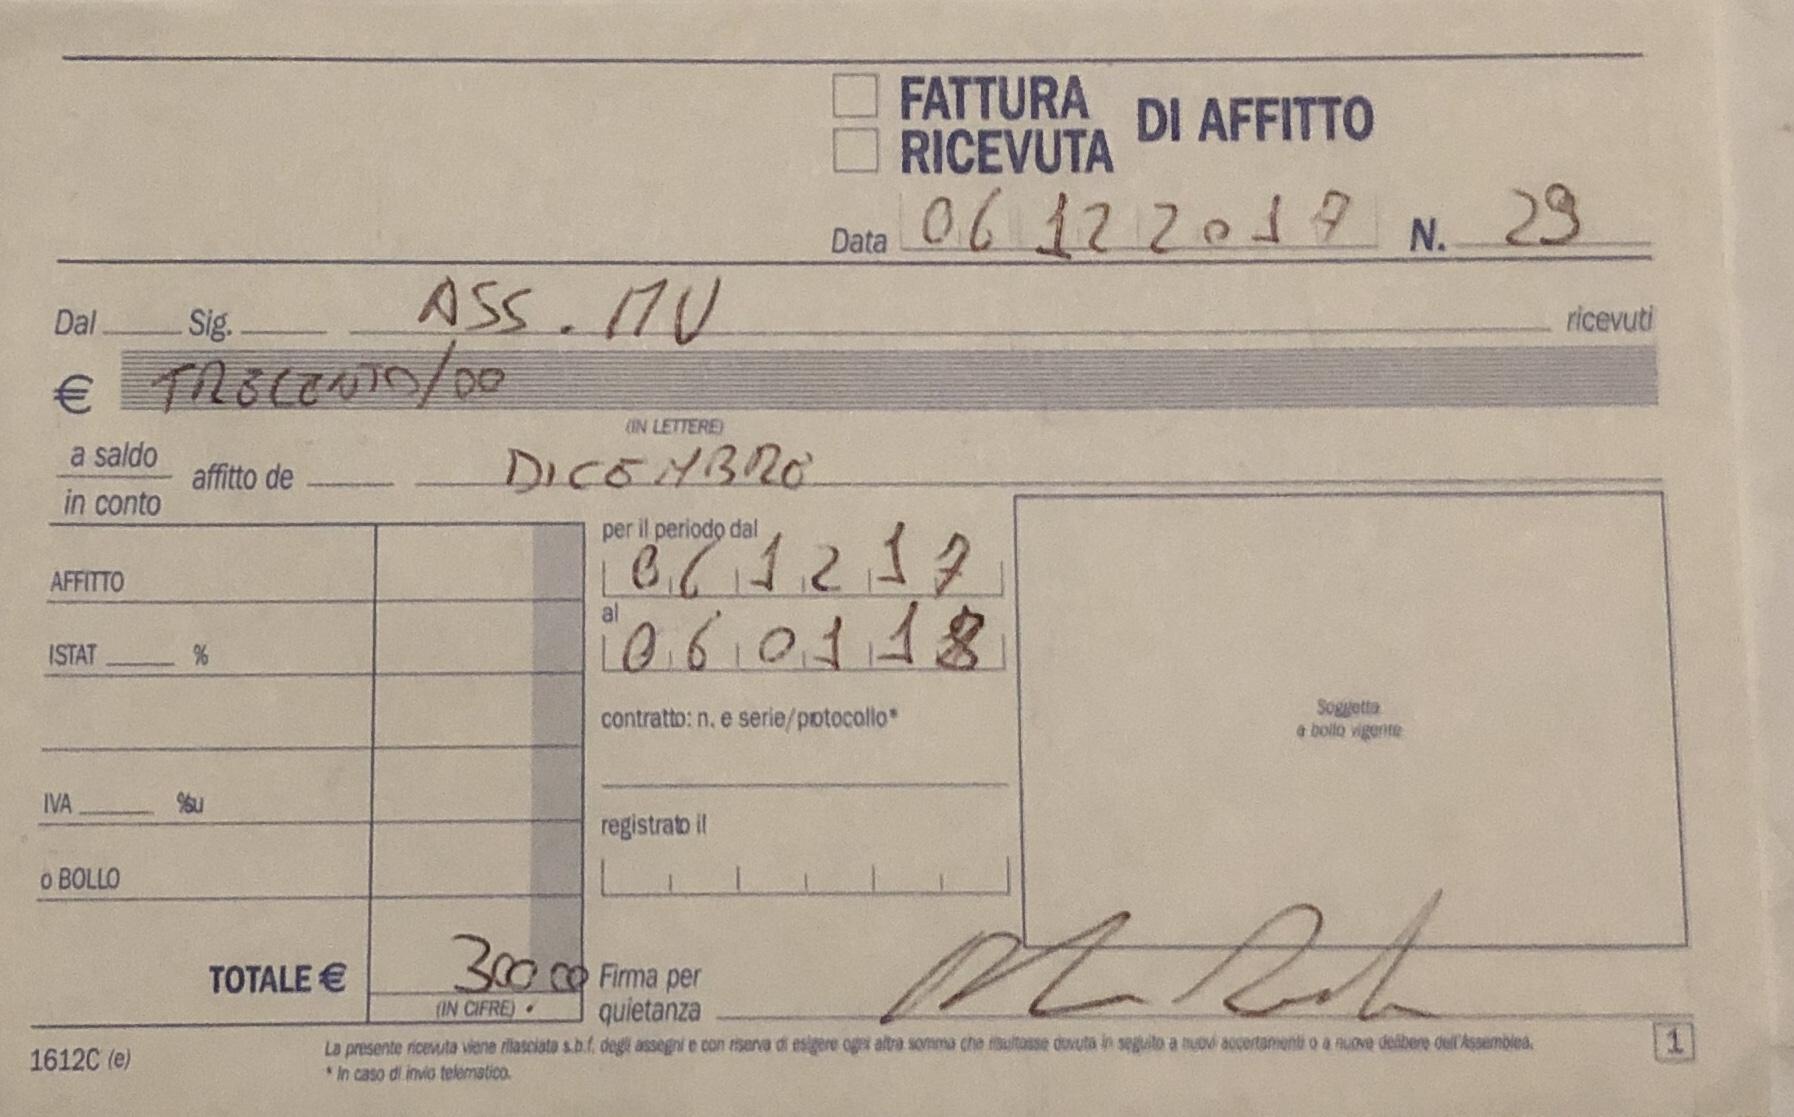 FATTURA
RICEVUTA DI AFFITTO
Data 06 12 2017 N. 29
Dal Sig. ASS. MU ricevuti
€ TRECENTO/00
(IN LETTERE)
a saldo
in conto
affitto de DICEMBRE
per il periodo dal
06 12 17
AFFITTO
al
06 01 18
ISTAT %
contratto: n. e serie/protocollo*
Soggetta
a bollo vigente
IVA %su
registrato il
o BOLLO
TOTALE € 300 00
(IN CIFRE)
Firma per
quietanza
1612C (e)
La presente ricevuta viene rilasciata s.b.f. degli assegni e con riserva di esigere ogni altra somma che risultasse dovuta in seguito a nuovi accertamenti o a nuove delibere dell'Assemblea.
* In caso di invio telematico.
1